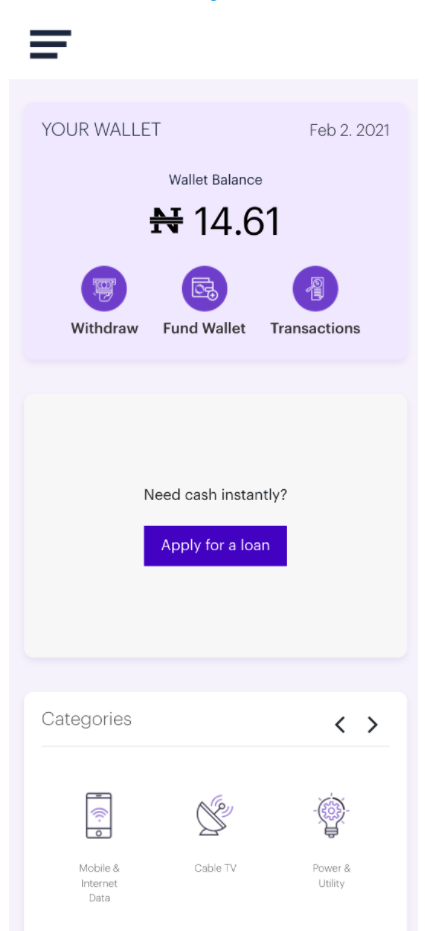 YOUR WALLET Feb 2. 2021
Wallet Balance
₦ 14.61
Withdraw Fund Wallet Transactions
Need cash instantly?
Apply for a loan
Categories
Mobile & Internet Data
Cable TV
Power & Utility